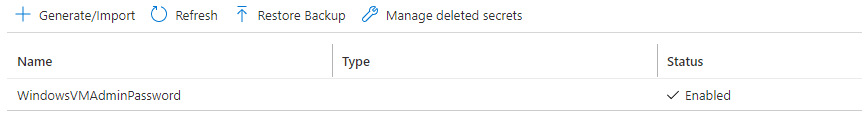 Generate/Import Refresh Restore Backup Manage deleted secrets
Name Type Status
WindowsVMAdminPassword Enabled